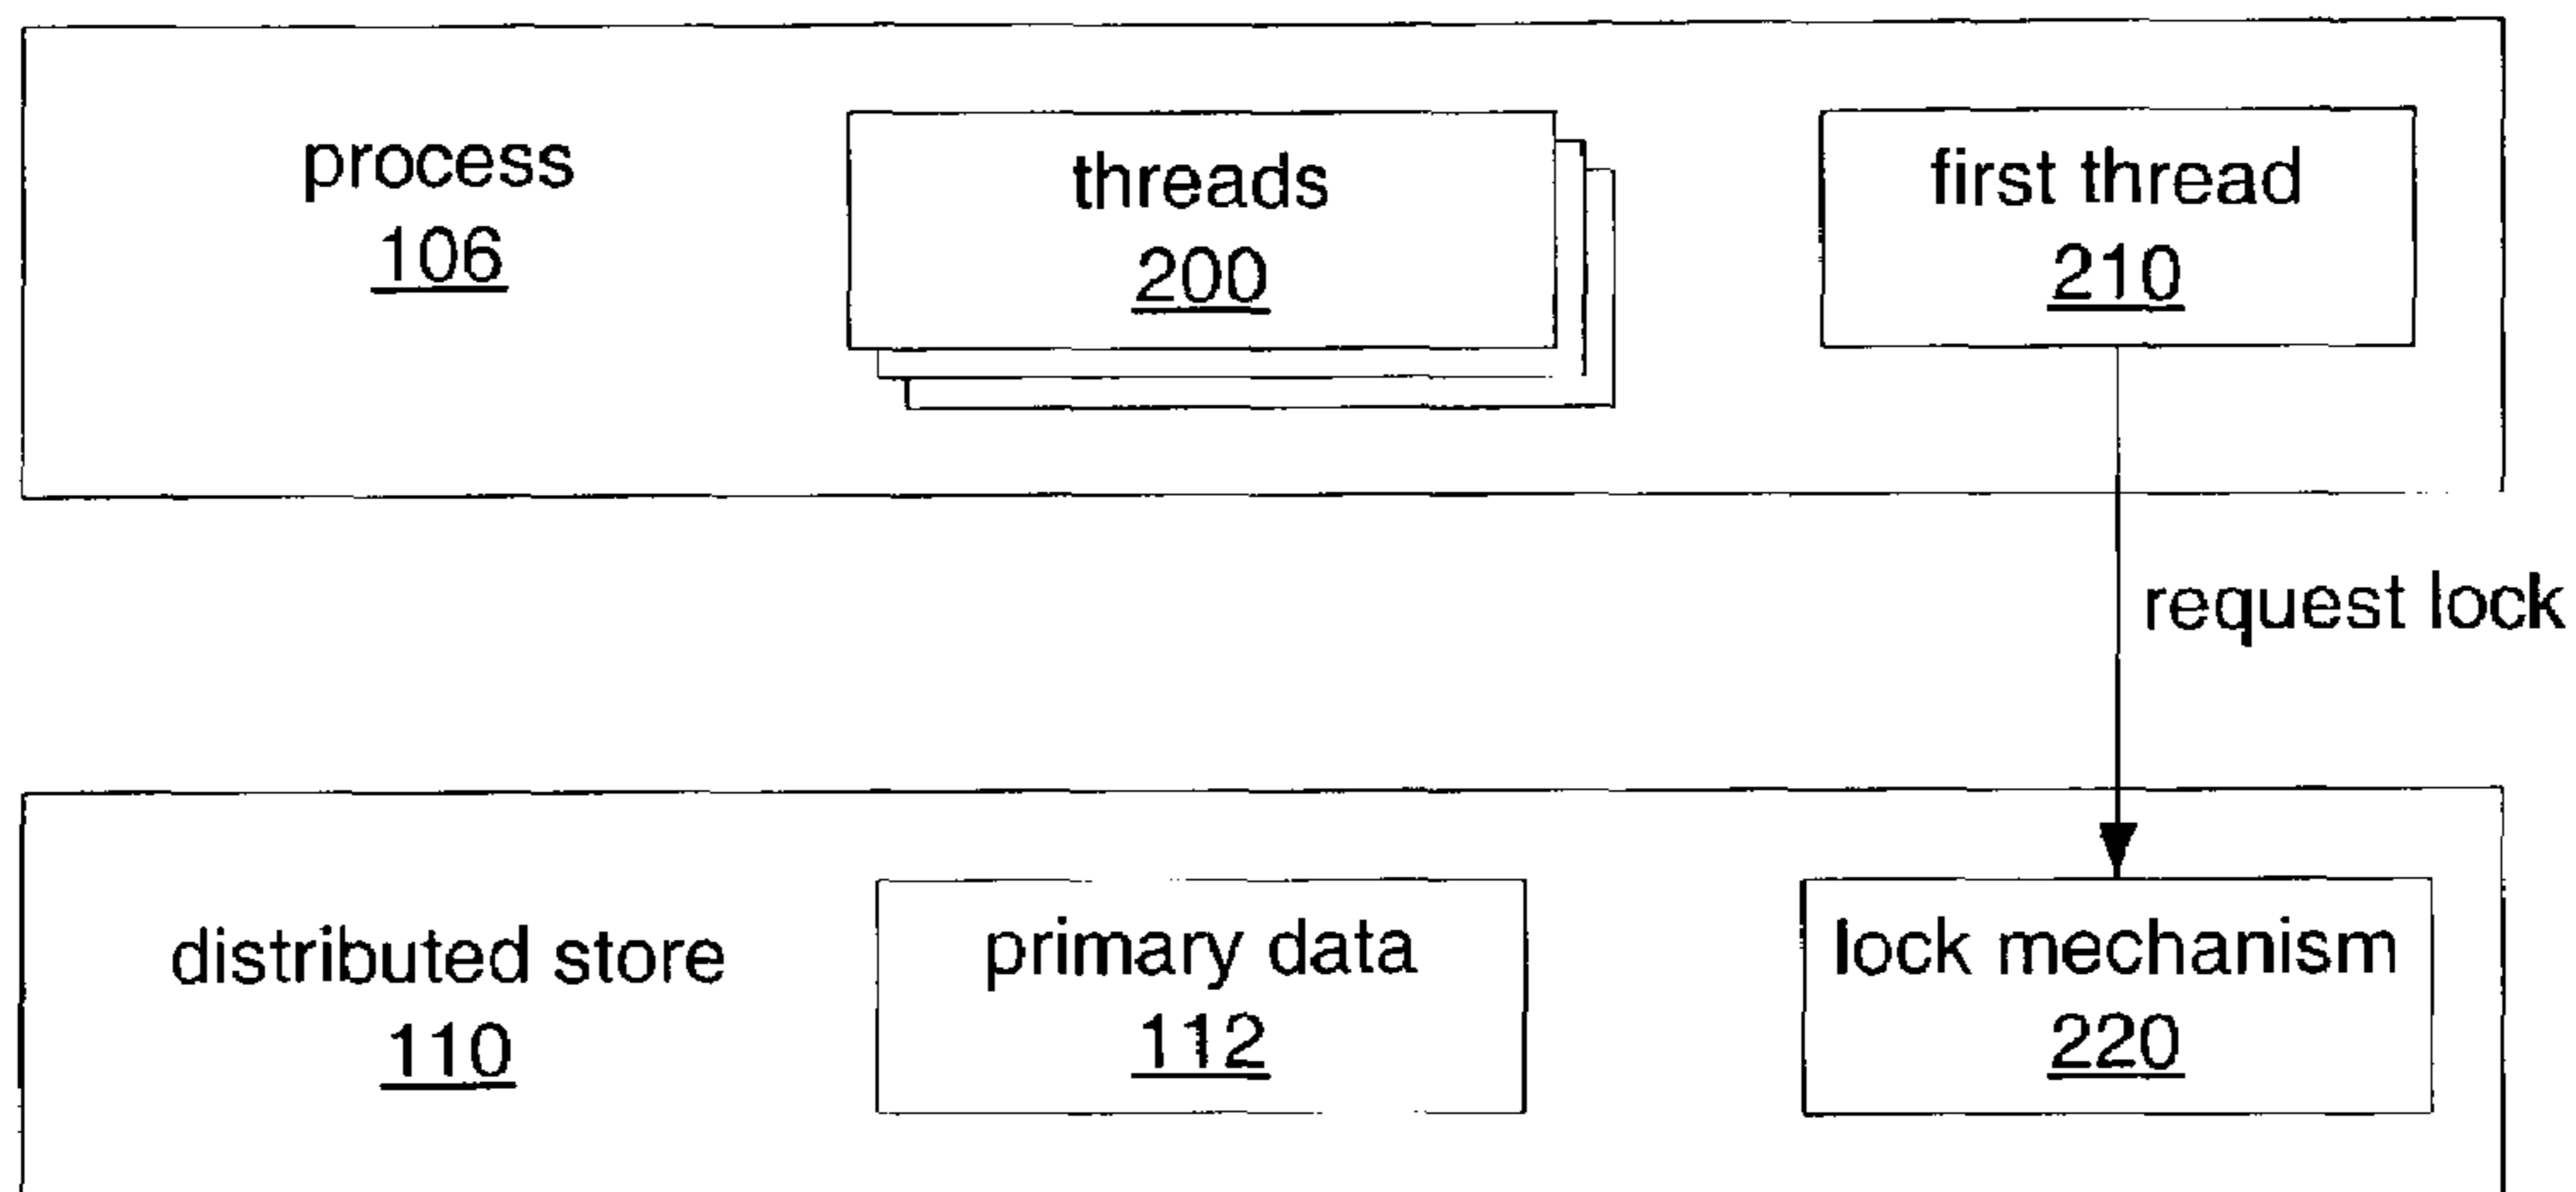 process
106
threads
200
first thread
210
request lock
distributed store
110
primary data
112
lock mechanism
220